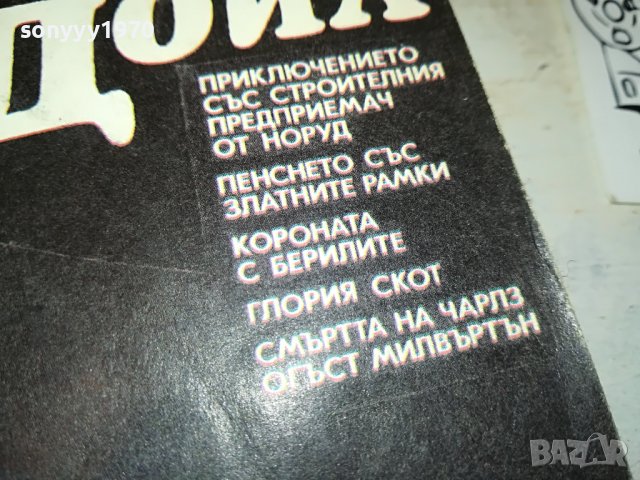 sonyyy1970
Дойл
ПРИКЛЮЧЕНИЕТО
СЪС СТРОИТЕЛНИЯ
ПРЕДПРИЕМАЧ
ОТ НОРУД
ПЕНСНЕТО СЪС
ЗЛАТНИТЕ РАМКИ
КОРОНАТА
С БЕРИЛИТЕ
ГЛОРИЯ СКОТ
СМЪРТТА НА ЧАРЛЗ
ОГЪСТ МИЛВЪРТЪН
BAZAR